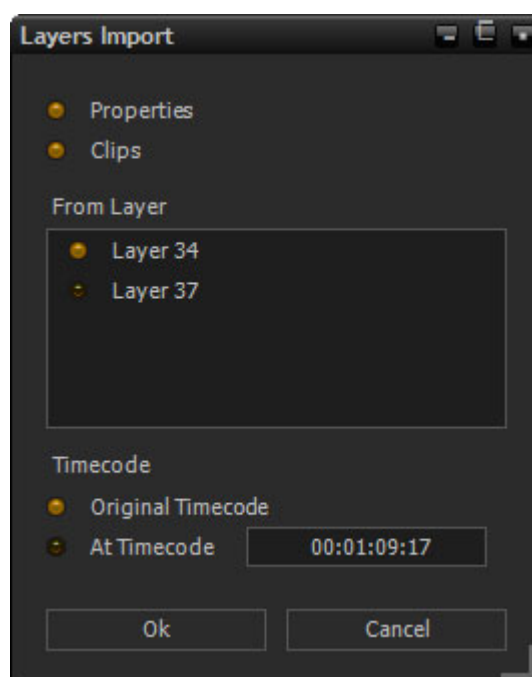 Layers Import
Properties
Clips
From Layer
Layer 34
Layer 37
Timecode
Original Timecode
At Timecode 00:01:09:17
Ok Cancel